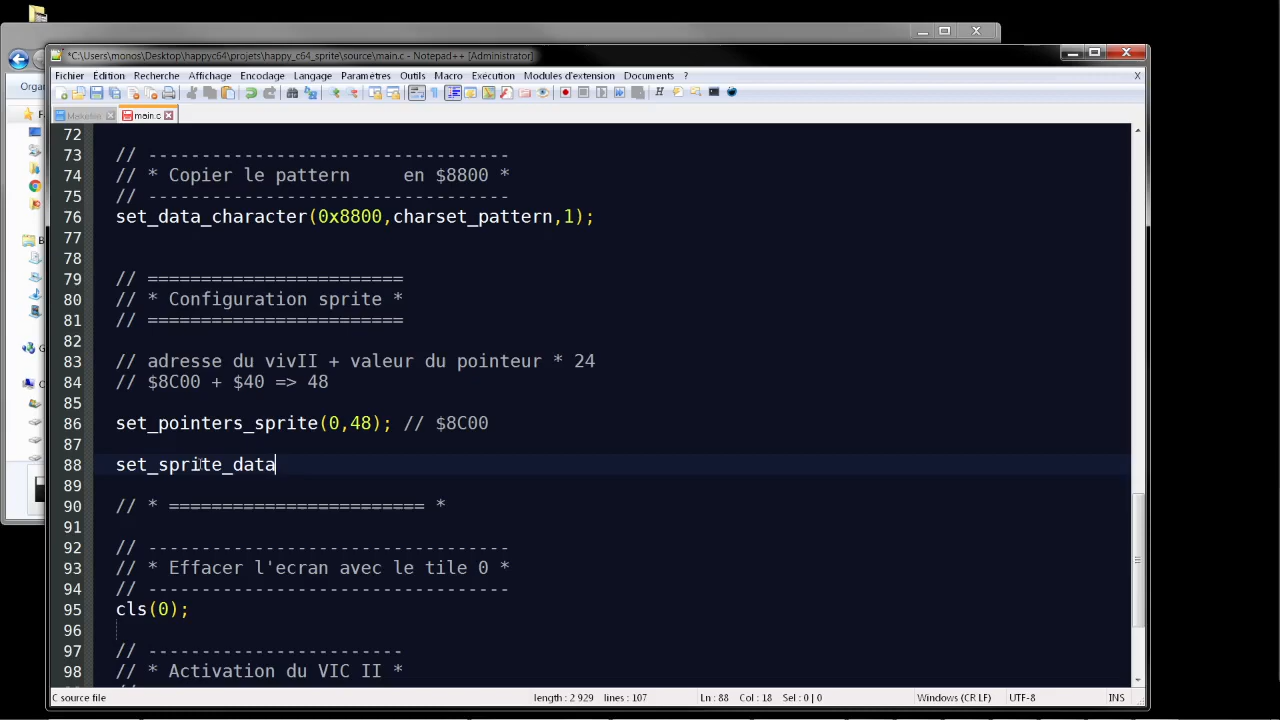 *C:\Users\monos\Desktop\happyc64\projets\happy_c64_sprite\source\main.c - Notepad++ [Administrator]
Fichier Édition Recherche Affichage Encodage Langage Paramètres Outils Macro Exécution Modules d'extension Documents ? X
Organ
Makefile main.c
72
73 // ----------------------------------
74 // * Copier le pattern     en $8800 *
75 // ----------------------------------
76 set_data_character(0x8800,charset_pattern,1);
77
78
79 // ========================
80 // * Configuration sprite *
81 // ========================
82
83 // adresse du vivII + valeur du pointeur * 24
84 // $8C00 + $40 => 48
85
86 set_pointers_sprite(0,48); // $8C00
87
88 set_sprite_data
89
90 // * ======================== *
91
92 // ----------------------------------
93 // * Effacer l'ecran avec le tile 0 *
94 // ----------------------------------
95 cls(0);
96
97 // ------------------------
98 // * Activation du VIC II *
C source file length : 2 929 lines : 107 Ln : 88 Col : 18 Sel : 0 | 0 Windows (CR LF) UTF-8 INS